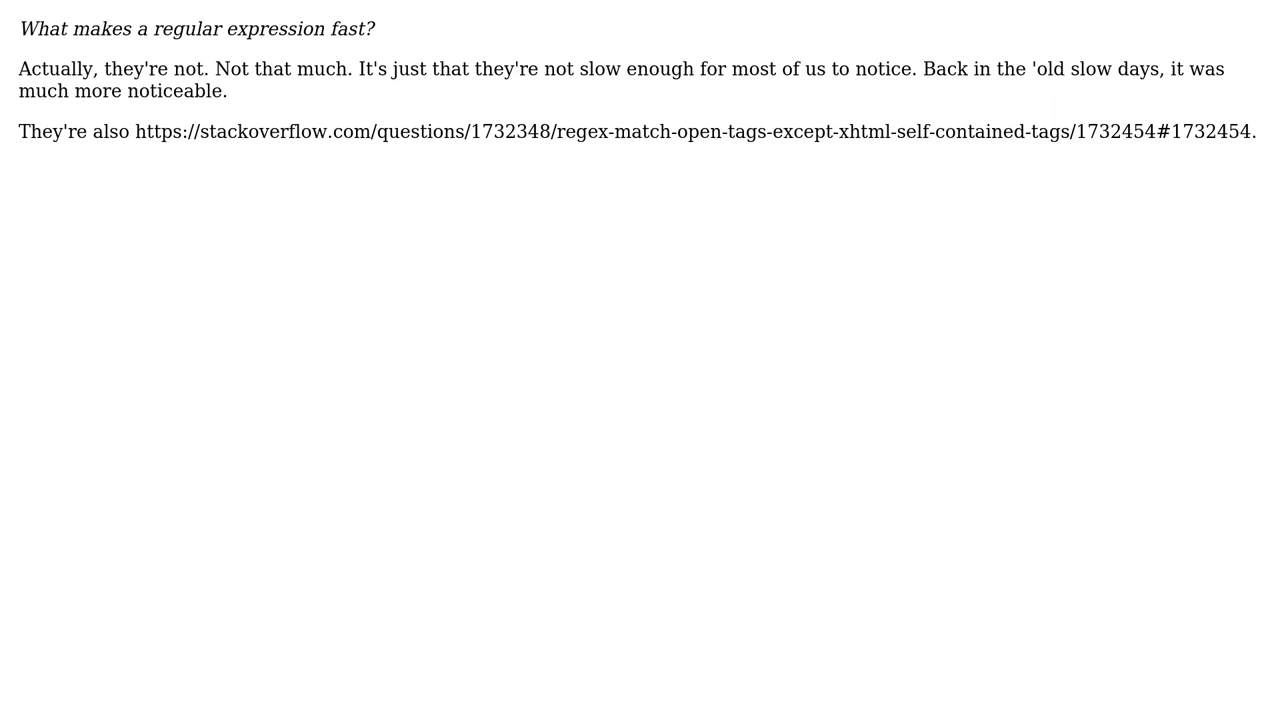 What makes a regular expression fast?
Actually, they're not. Not that much. It's just that they're not slow enough for most of us to notice. Back in the 'old slow days, it was
much more noticeable.
They're also https://stackoverflow.com/questions/1732348/regex-match-open-tags-except-xhtml-self-contained-tags/1732454#1732454.